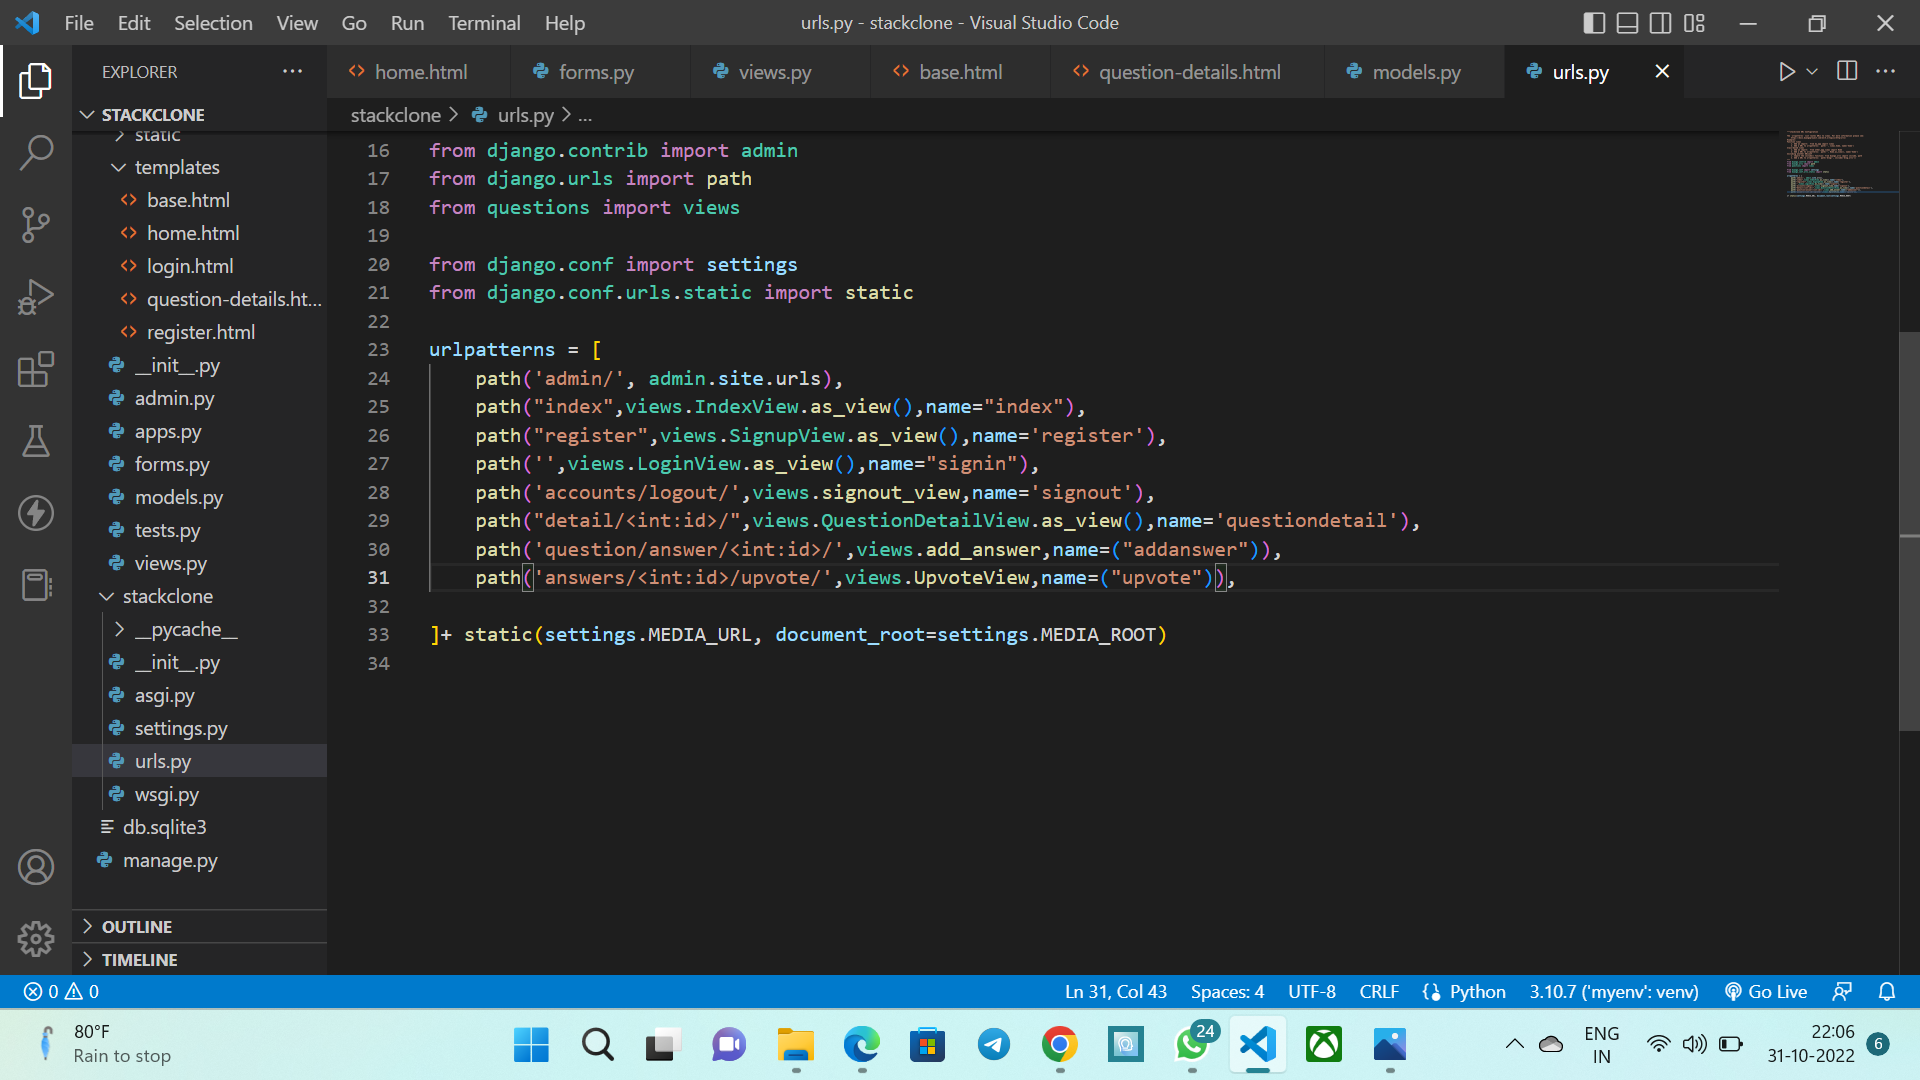 File Edit Selection View Go Run Terminal Help urls.py - stackclone - Visual Studio Code
EXPLORER ... home.html forms.py views.py base.html question-details.html models.py urls.py
STACKCLONE
static
templates
base.html
home.html
login.html
question-details.ht...
register.html
__init__.py
admin.py
apps.py
forms.py
models.py
tests.py
views.py
stackclone
__pycache__
__init__.py
asgi.py
settings.py
urls.py
wsgi.py
db.sqlite3
manage.py
OUTLINE
TIMELINE
stackclone > urls.py > ...
16 from django.contrib import admin
17 from django.urls import path
18 from questions import views
19
20 from django.conf import settings
21 from django.conf.urls.static import static
22
23 urlpatterns = [
24     path('admin/', admin.site.urls),
25     path("index",views.IndexView.as_view(),name="index"),
26     path("register",views.SignupView.as_view(),name='register'),
27     path('',views.LoginView.as_view(),name="signin"),
28     path('accounts/logout/',views.signout_view,name='signout'),
29     path("detail/<int:id>/",views.QuestionDetailView.as_view(),name='questiondetail'),
30     path('question/answer/<int:id>/',views.add_answer,name=("addanswer")),
31     path('answers/<int:id>/upvote/',views.UpvoteView,name=("upvote")),
32
33 ]+ static(settings.MEDIA_URL, document_root=settings.MEDIA_ROOT)
34
0 0 Ln 31, Col 43 Spaces: 4 UTF-8 CRLF Python 3.10.7 ('myenv': venv) Go Live
80°F
Rain to stop
24
ENG
IN
22:06
31-10-2022
6